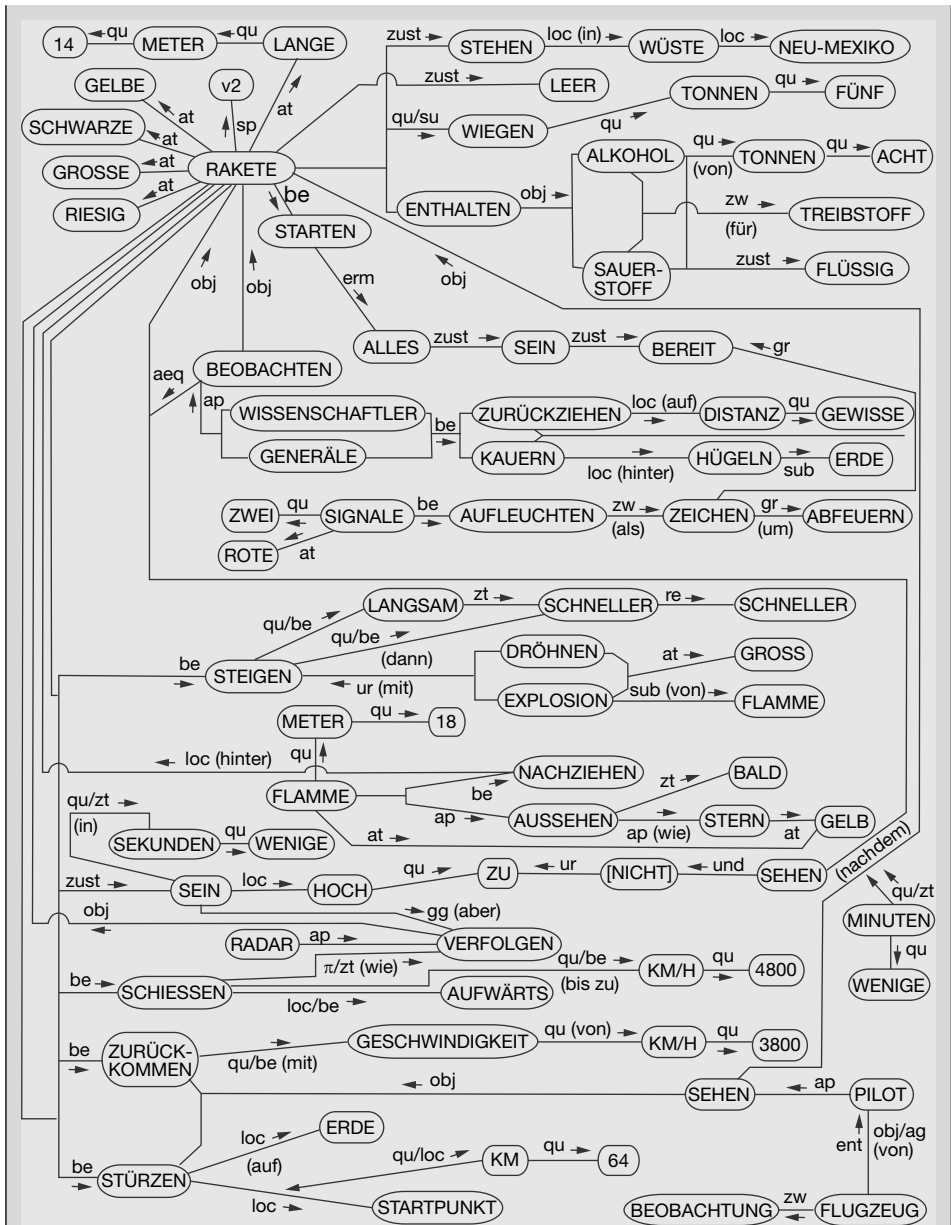 14 qu METER qu LANGE
zust STEHEN loc (in) WÜSTE loc NEU-MEXIKO
GELBE at v2 sp at zust LEER
SCHWARZE at qu/su WIEGEN qu TONNEN qu FÜNF
GROSSE at RAKETE
ALKOHOL qu (von) TONNEN qu ACHT
RIESIG at be ENTHALTEN obj zw (für) TREIBSTOFF
STARTEN SAUER-STOFF zust FLÜSSIG
obj obj erm obj
ALLES zust SEIN zust BEREIT gr
BEOBACHTEN
aeq ap WISSENSCHAFTLER be ZURÜCKZIEHEN loc (auf) DISTANZ qu GEWISSE
GENERÄLE KAUERN loc (hinter) HÜGELN sub ERDE
ZWEI qu SIGNALE be AUFLEUCHTEN zw (als) ZEICHEN gr (um) ABFEUERN
ROTE at
qu/be LANGSAM zt SCHNELLER re SCHNELLER
qu/be (dann)
be STEIGEN ur (mit) DRÖHNEN at GROSS
EXPLOSION sub (von) FLAMME
METER qu 18
loc (hinter) qu NACHZIEHEN zt BALD
FLAMME be
ap AUSSEHEN ap (wie) STERN at GELB
at
qu/zt (in) SEKUNDEN qu WENIGE
zust SEIN loc HOCH qu ZU ur [NICHT] und SEHEN (nachdem)
gg (aber) qu/zt
obj RADAR ap VERFOLGEN MINUTEN
π/zt (wie) qu/be (bis zu) KM/H qu 4800 qu
be SCHIESSEN loc/be AUFWÄRTS WENIGE
be ZURÜCK-
KOMMEN qu/be (mit) GESCHWINDIGKEIT qu (von) KM/H qu 3800
obj SEHEN ap PILOT
loc (auf) ERDE ent obj/ag (von)
be STÜRZEN qu/loc KM qu 64
loc STARTPUNKT BEOBACHTUNG zw FLUGZEUG